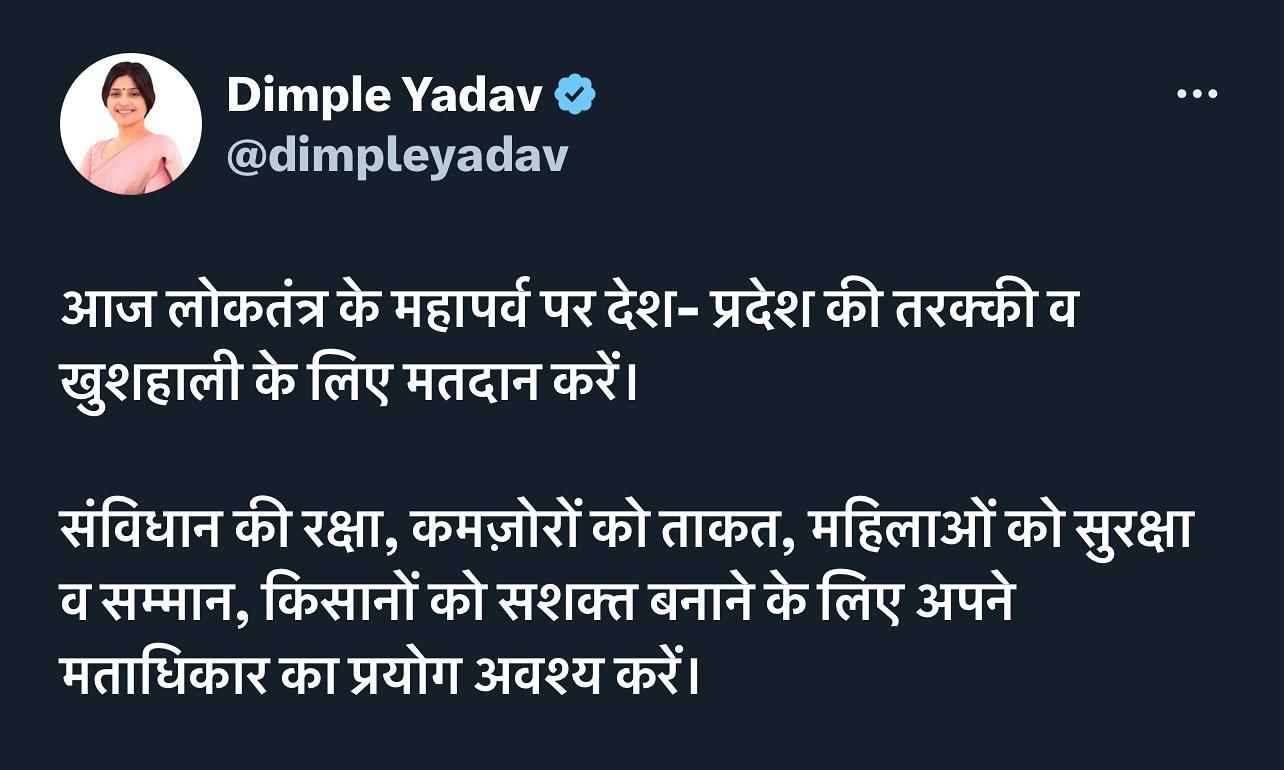 Dimple Yadav
@dimpleyadav
आज लोकतंत्र के महापर्व पर देश- प्रदेश की तरक्की व
खुशहाली के लिए मतदान करें।
संविधान की रक्षा, कमज़ोरों को ताकत, महिलाओं को सुरक्षा
व सम्मान, किसानों को सशक्त बनाने के लिए अपने
मताधिकार का प्रयोग अवश्य करें।